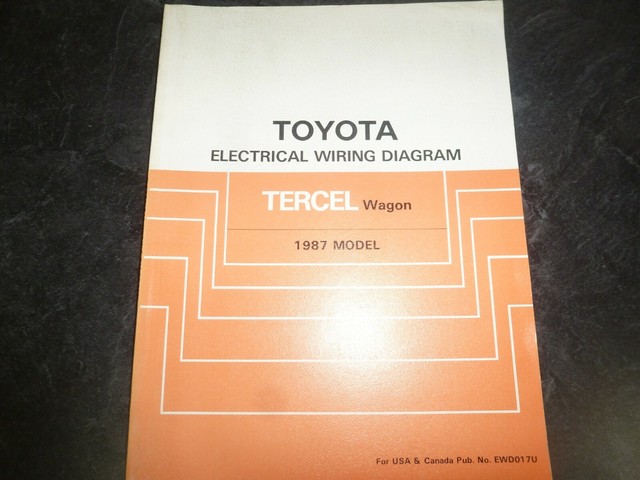 TOYOTA
ELECTRICAL WIRING DIAGRAM
TERCEL Wagon
1987 MODEL
For USA & Canada Pub. No. EWD017U